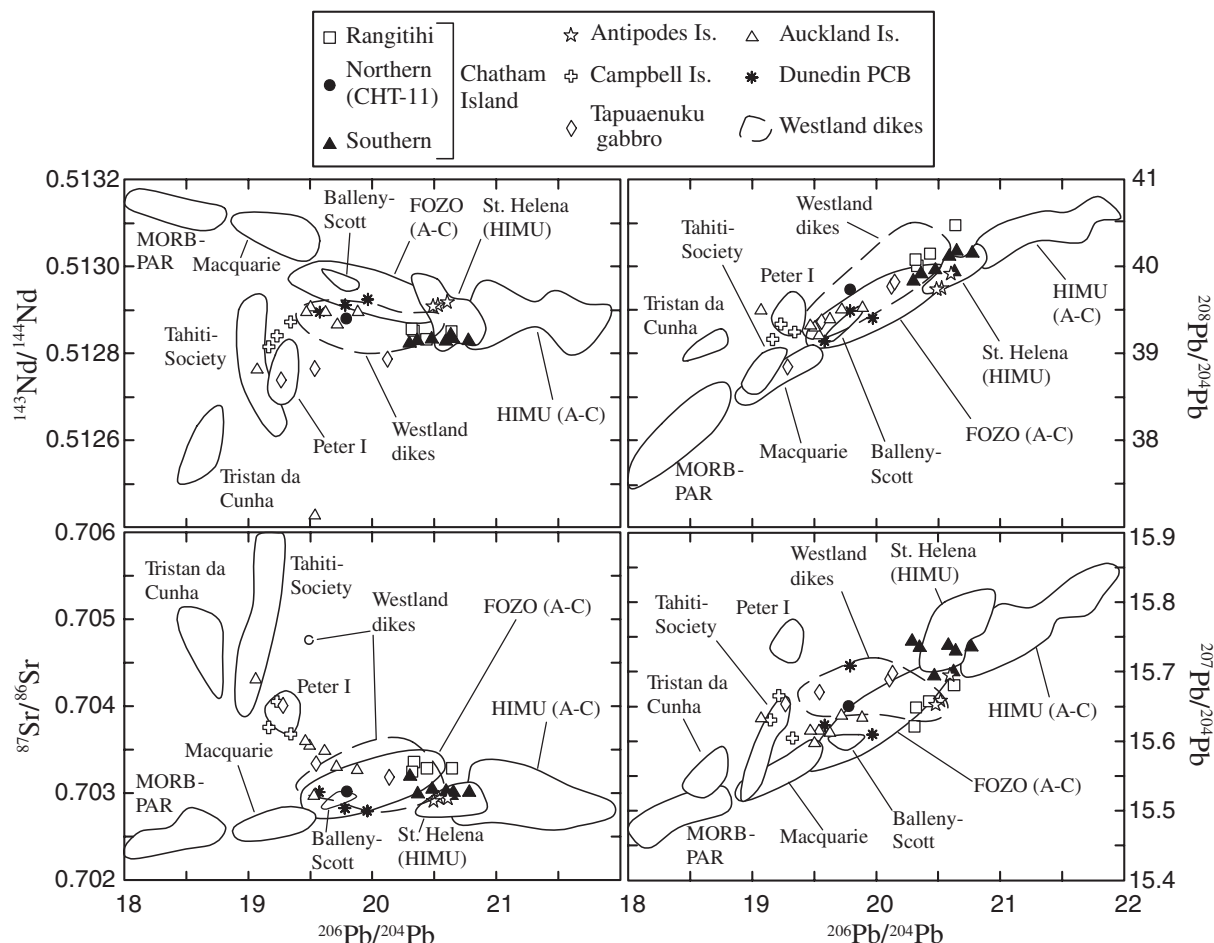 Rangitihi
Northern
(CHT-11)
Southern
Chatham
Island
Antipodes Is.
Campbell Is.
Tapuaenuku
gabbro
Auckland Is.
Dunedin PCB
Westland dikes
0.5132
0.5130
0.5128
0.5126
143Nd/144Nd
MORB-
PAR
Macquarie
Balleny-
Scott
FOZO
(A-C)
St. Helena
(HIMU)
Tahiti-
Society
Tristan da
Cunha
Peter I
Westland
dikes
HIMU (A-C)
18
19
20
21
41
40
39
38
208Pb/204Pb
Westland
dikes
Tahiti-
Society
Peter I
Tristan da
Cunha
HIMU
(A-C)
St. Helena
(HIMU)
FOZO (A-C)
Macquarie
Balleny-
Scott
MORB-
PAR
0.706
0.705
0.704
0.703
0.702
87Sr/86Sr
Tristan da
Cunha
Tahiti-
Society
Westland
dikes
FOZO (A-C)
Peter I
HIMU (A-C)
Macquarie
MORB-
PAR
Balleny-
Scott
St. Helena
(HIMU)
18
19
20
21
206Pb/204Pb
15.9
15.8
15.7
15.6
15.5
15.4
207Pb/204Pb
Westland
dikes
St. Helena
(HIMU)
Tahiti-
Society
Peter I
Tristan da
Cunha
HIMU (A-C)
FOZO (A-C)
MORB-
PAR
Macquarie
Balleny-
Scott
18
19
20
21
22
206Pb/204Pb